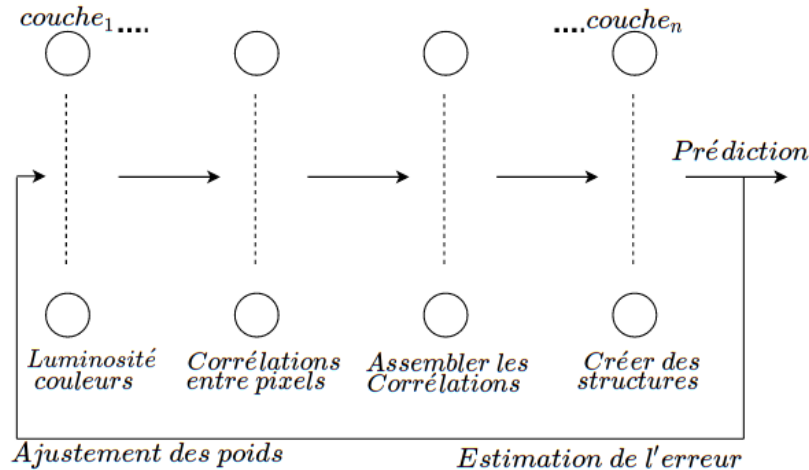 couche₁....
....coucheₙ
Prédiction
Luminosité
couleurs
Corrélations
entre pixels
Assembler les
Corrélations
Créer des
structures
Ajustement des poids
Estimation de l'erreur